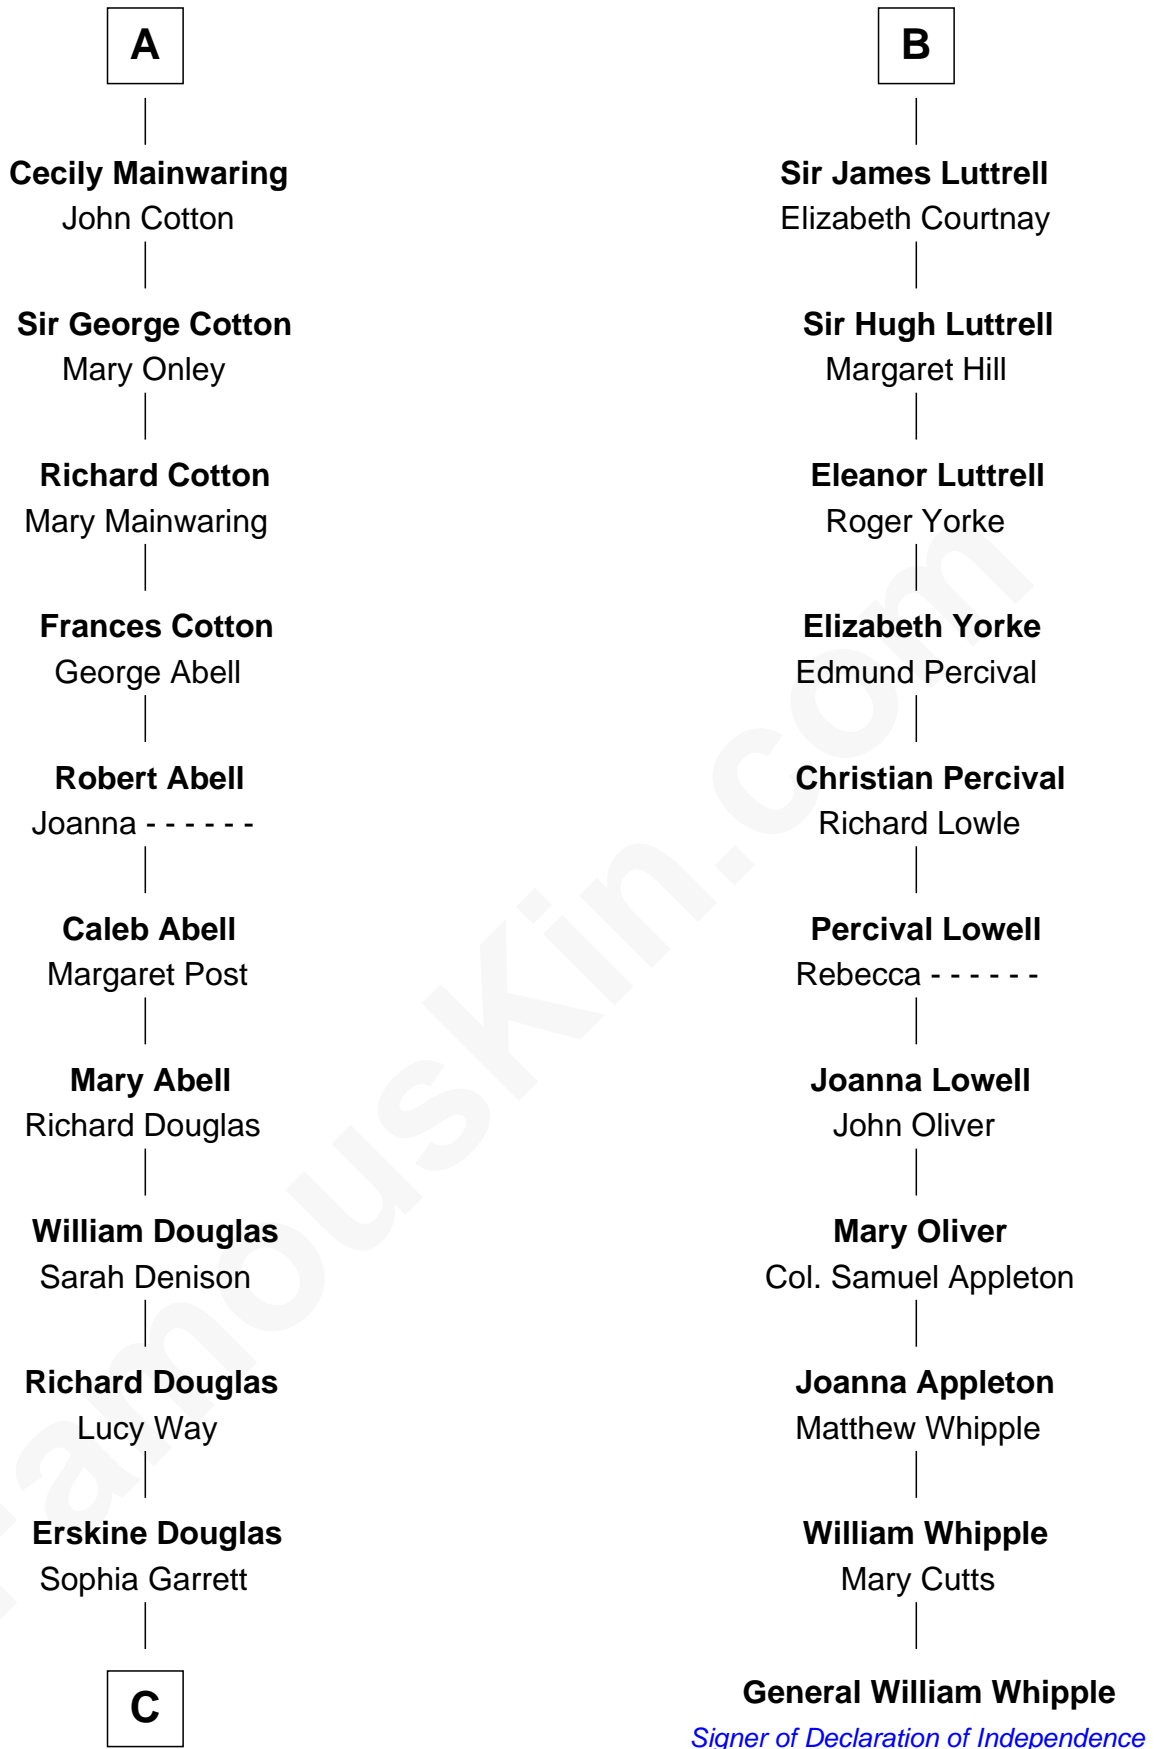 A
Cecily Mainwaring
John Cotton
Sir George Cotton
Mary Onley
Richard Cotton
Mary Mainwaring
Frances Cotton
George Abell
Robert Abell
Joanna - - - - - -
Caleb Abell
Margaret Post
Mary Abell
Richard Douglas
William Douglas
Sarah Denison
Richard Douglas
Lucy Way
Erskine Douglas
Sophia Garrett
C
B
Sir James Luttrell
Elizabeth Courtnay
Sir Hugh Luttrell
Margaret Hill
Eleanor Luttrell
Roger Yorke
Elizabeth Yorke
Edmund Percival
Christian Percival
Richard Lowle
Percival Lowell
Rebecca - - - - - -
Joanna Lowell
John Oliver
Mary Oliver
Col. Samuel Appleton
Joanna Appleton
Matthew Whipple
William Whipple
Mary Cutts
General William Whipple
Signer of Declaration of Independence
FamousKin.com